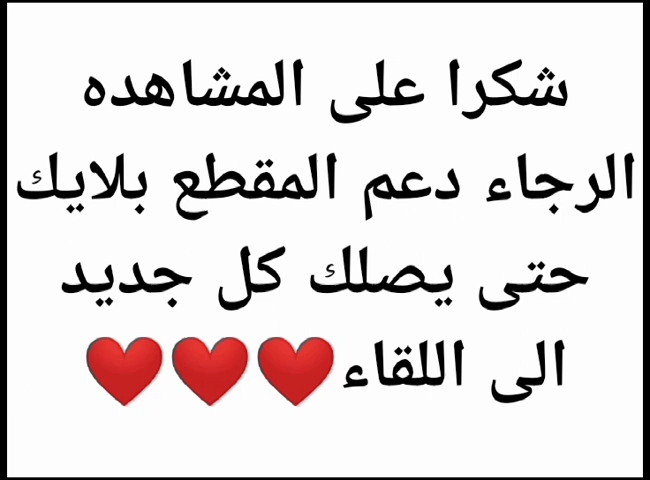 شكرا على المشاهده
الرجاء دعم المقطع بلايك
حتى يصلك كل جديد
الى اللقاء❤️❤️❤️